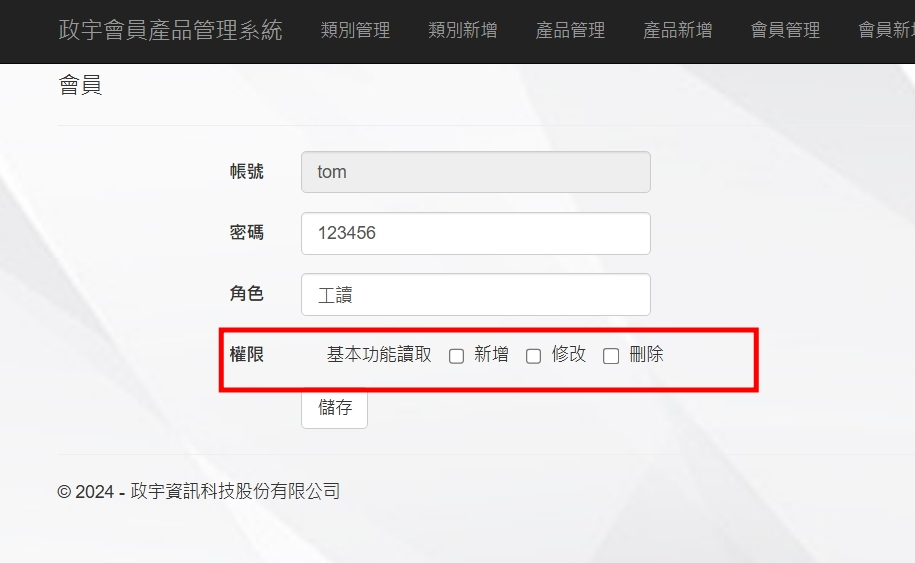 政宇會員產品管理系統 類別管理 類別新增 產品管理 產品新增 會員管理 會員新
會員
帳號 tom
密碼 123456
角色 工讀
權限 基本功能讀取 新增 修改 刪除
儲存
© 2024 - 政宇資訊科技股份有限公司